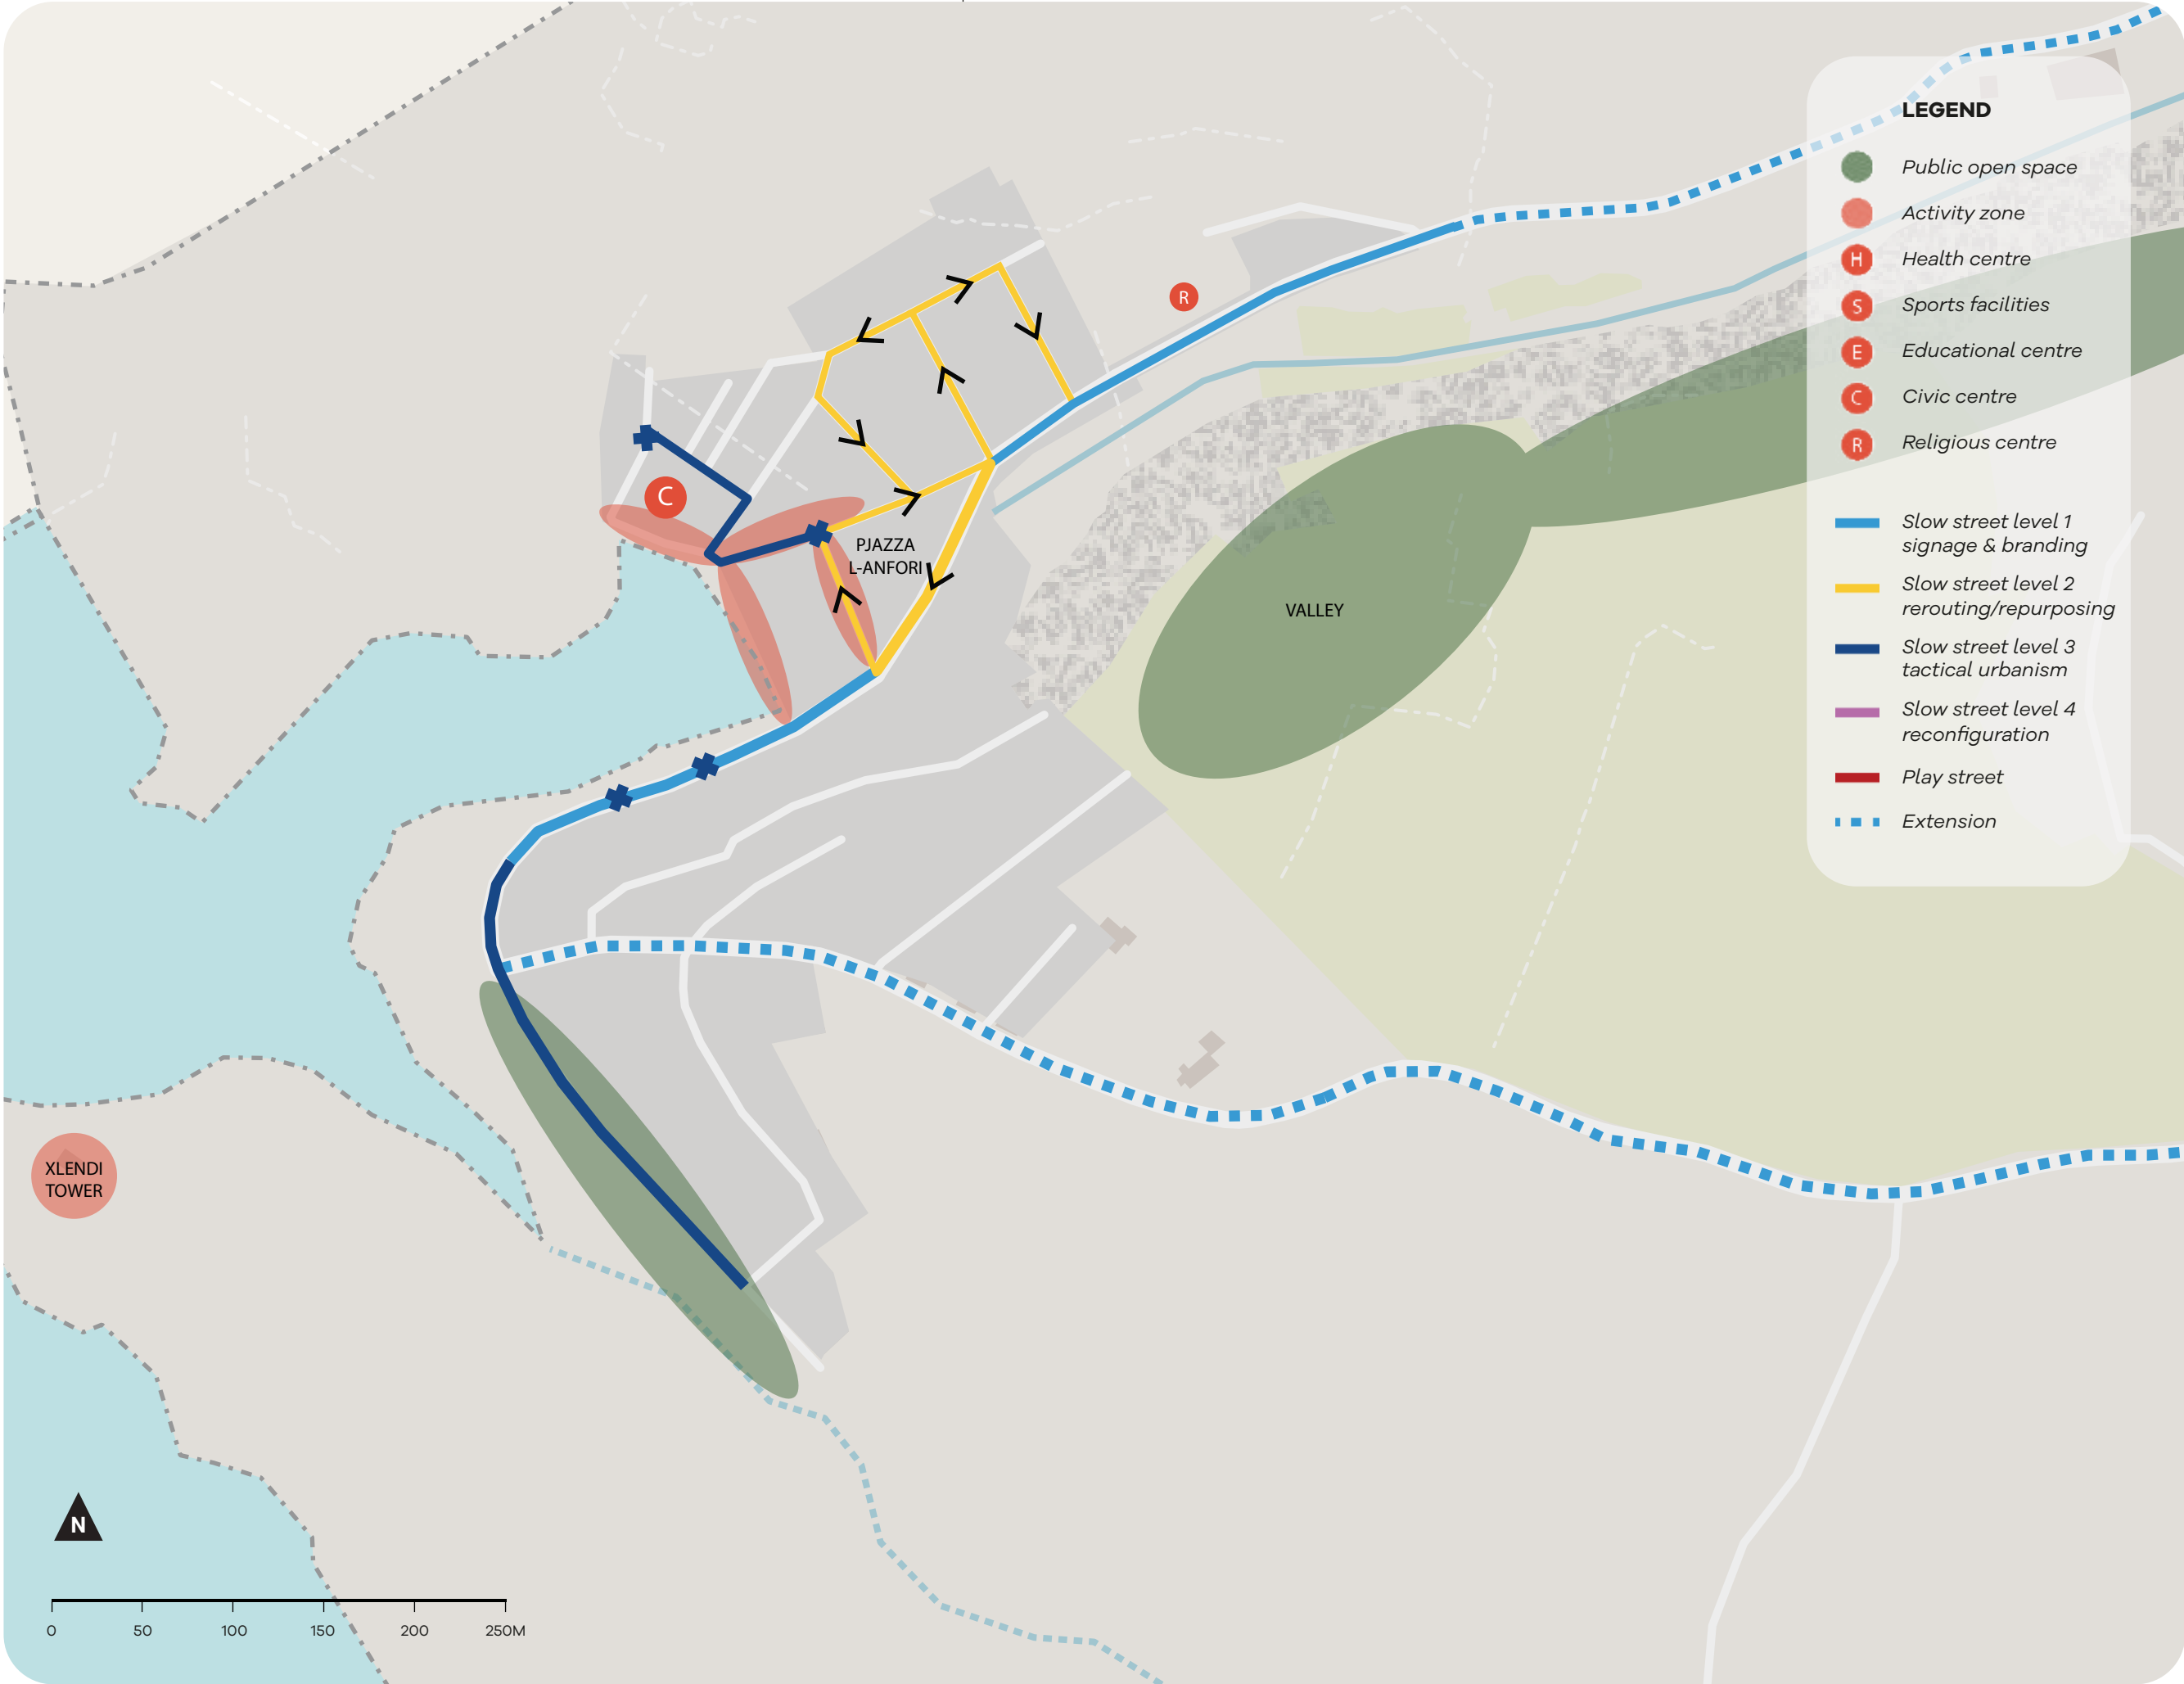 LEGEND
Public open space
Activity zone
H Health centre
S Sports facilities
E Educational centre
C Civic centre
R Religious centre
Slow street level 1
signage & branding
Slow street level 2
rerouting/repurposing
Slow street level 3
tactical urbanism
Slow street level 4
reconfiguration
Play street
Extension
R
C
PJAZZA
L-ANFORI
VALLEY
XLENDI
TOWER
N
0 50 100 150 200 250M